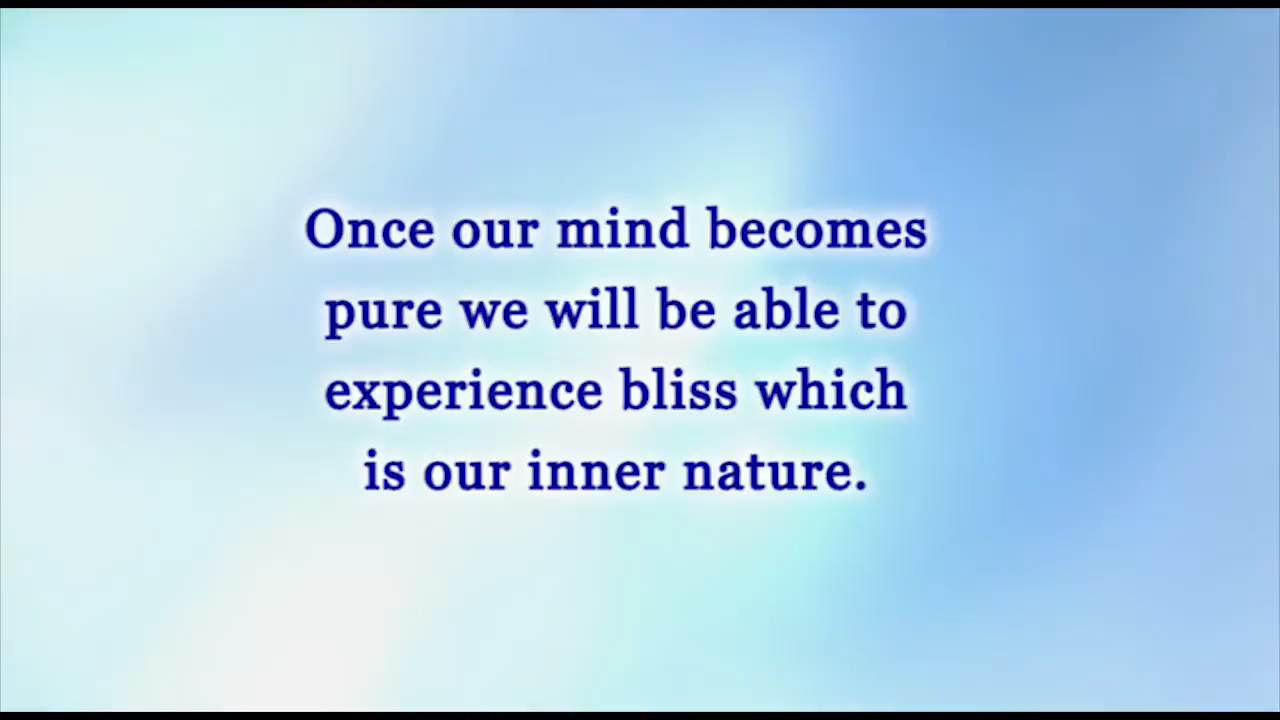 Once our mind becomes
pure we will be able to
experience bliss which
is our inner nature.